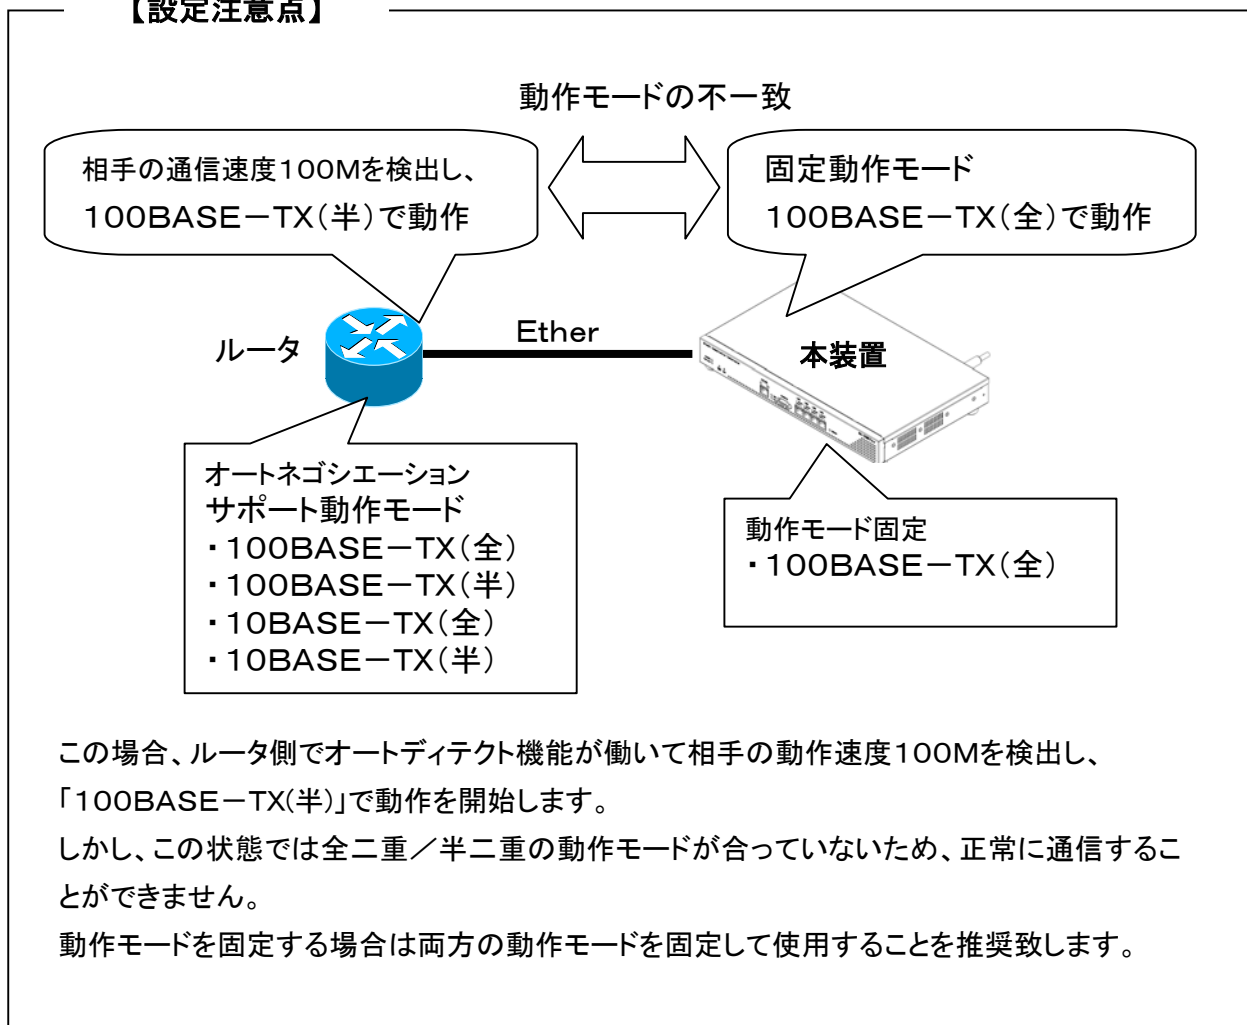 【設定注意点】
動作モードの不一致
相手の通信速度100Mを検出し、
100BASE－TX（半）で動作
固定動作モード
100BASE－TX（全）で動作
ルータ
Ether
本装置
オートネゴシエーション
サポート動作モード
・100BASE－TX（全）
・100BASE－TX（半）
・10BASE－TX（全）
・10BASE－TX（半）
動作モード固定
・100BASE－TX（全）
この場合、ルータ側でオートディテクト機能が働いて相手の動作速度100Mを検出し、
「100BASE－TX(半)」で動作を開始します。
しかし、この状態では全二重／半二重の動作モードが合っていないため、正常に通信するこ
とができません。
動作モードを固定する場合は両方の動作モードを固定して使用することを推奨致します。